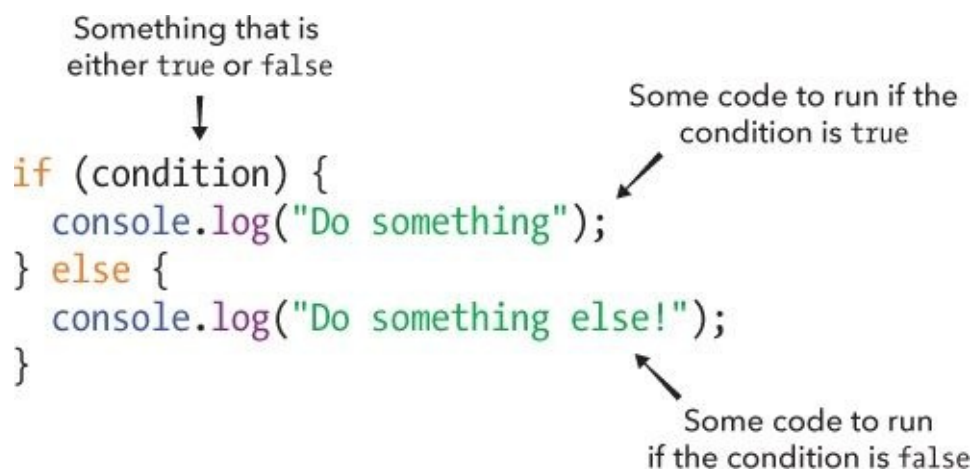 Something that is
either true or false
Some code to run if the
condition is true
if (condition) {
  console.log("Do something");
} else {
  console.log("Do something else!");
}
Some code to run
if the condition is false